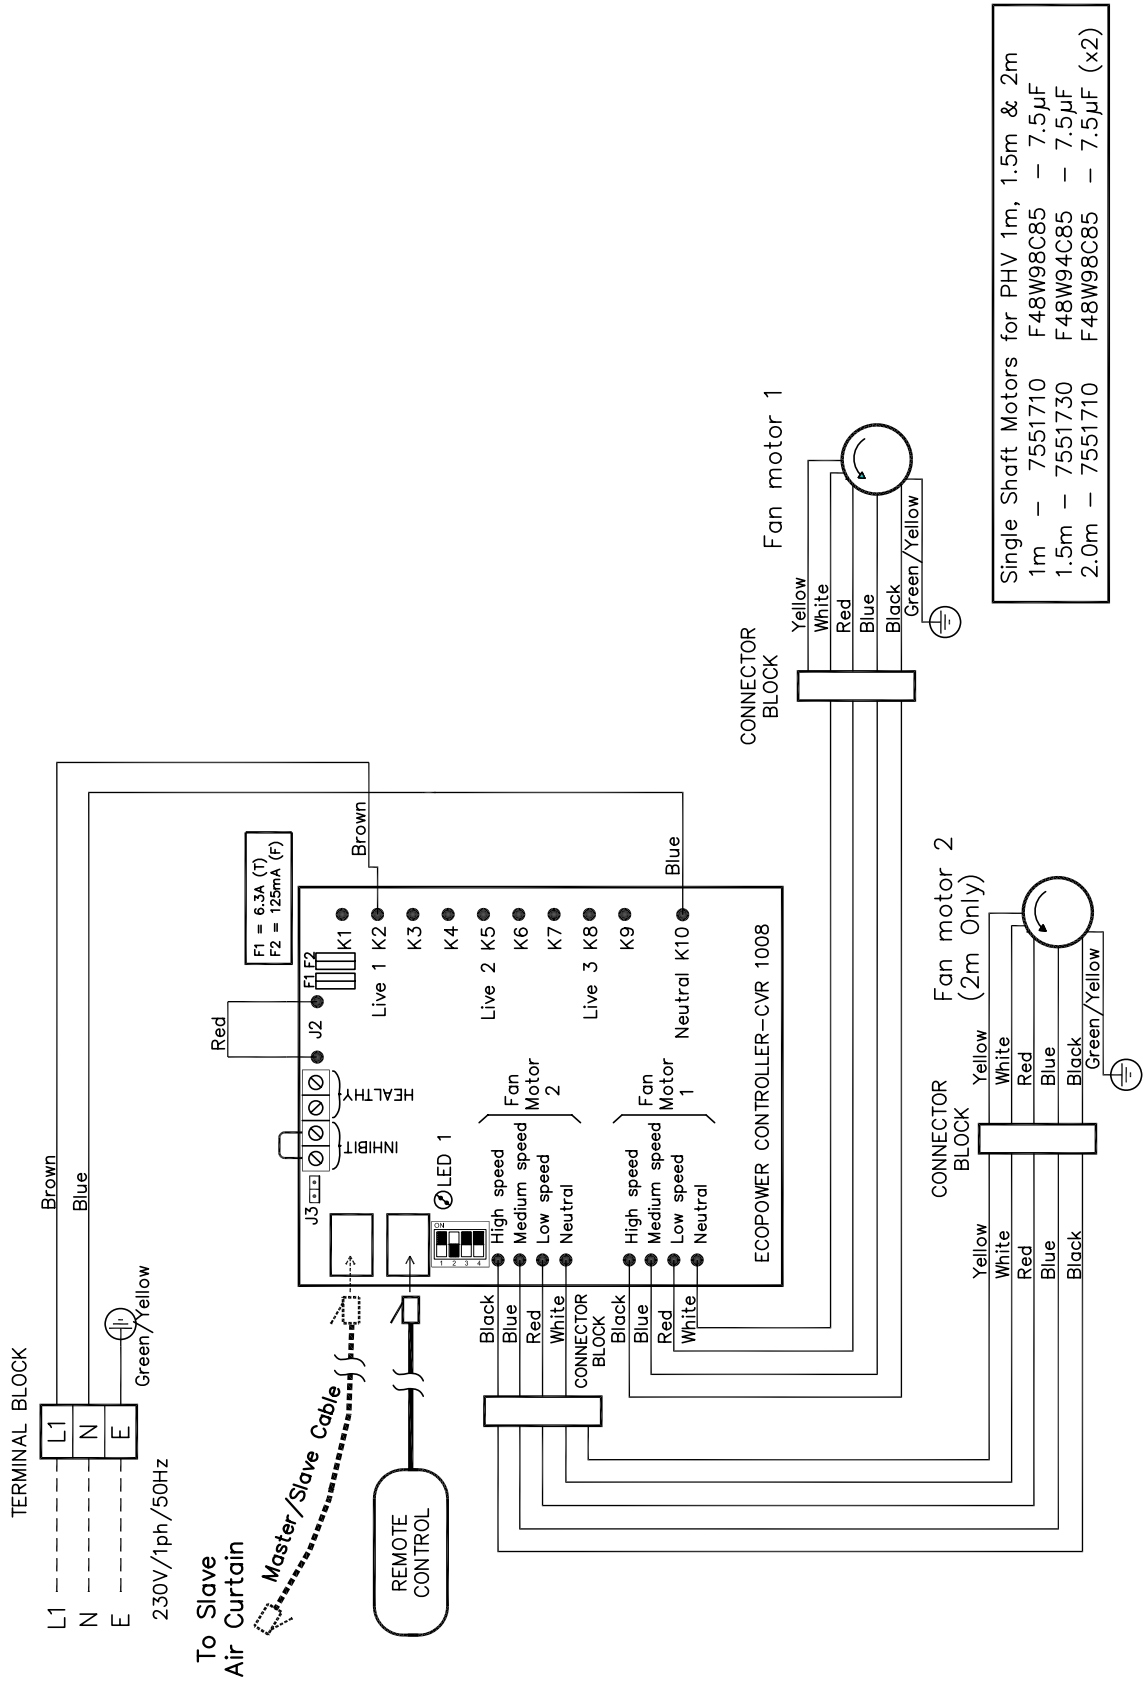 TERMINAL BLOCK
L1
N
E
L1
N
E
230V/1ph/50Hz
Brown
Blue
Green/Yellow
To Slave
Air Curtain
Master/Slave Cable
REMOTE
CONTROL
F1 = 6.3A (T)
F2 = 125mA (F)
Red
J2
F1
F2
J3
INHIBIT
HEALTHY
LED 1
ON
1 2 3 4
Brown
Blue
K1
Live 1 K2
K3
K4
Live 2 K5
K6
K7
Live 3 K8
K9
Neutral K10
High speed
Medium speed
Low speed
Neutral
Fan
Motor
2
High speed
Medium speed
Low speed
Neutral
Fan
Motor
1
ECOPOWER CONTROLLER-CVR 1008
Black
Blue
Red
White
CONNECTOR
BLOCK
Black
Blue
Red
White
CONNECTOR
BLOCK
Yellow
White
Red
Blue
Black
Green/Yellow
Fan motor 1
Yellow
White
Red
Blue
Black
CONNECTOR
BLOCK
Yellow
White
Red
Blue
Black
Green/Yellow
Fan motor 2
(2m Only)
Single Shaft Motors for PHV 1m, 1.5m & 2m
1m - 7551710 F48W98C85 - 7.5µF
1.5m - 7551730 F48W94C85 - 7.5µF
2.0m - 7551710 F48W98C85 - 7.5µF (x2)